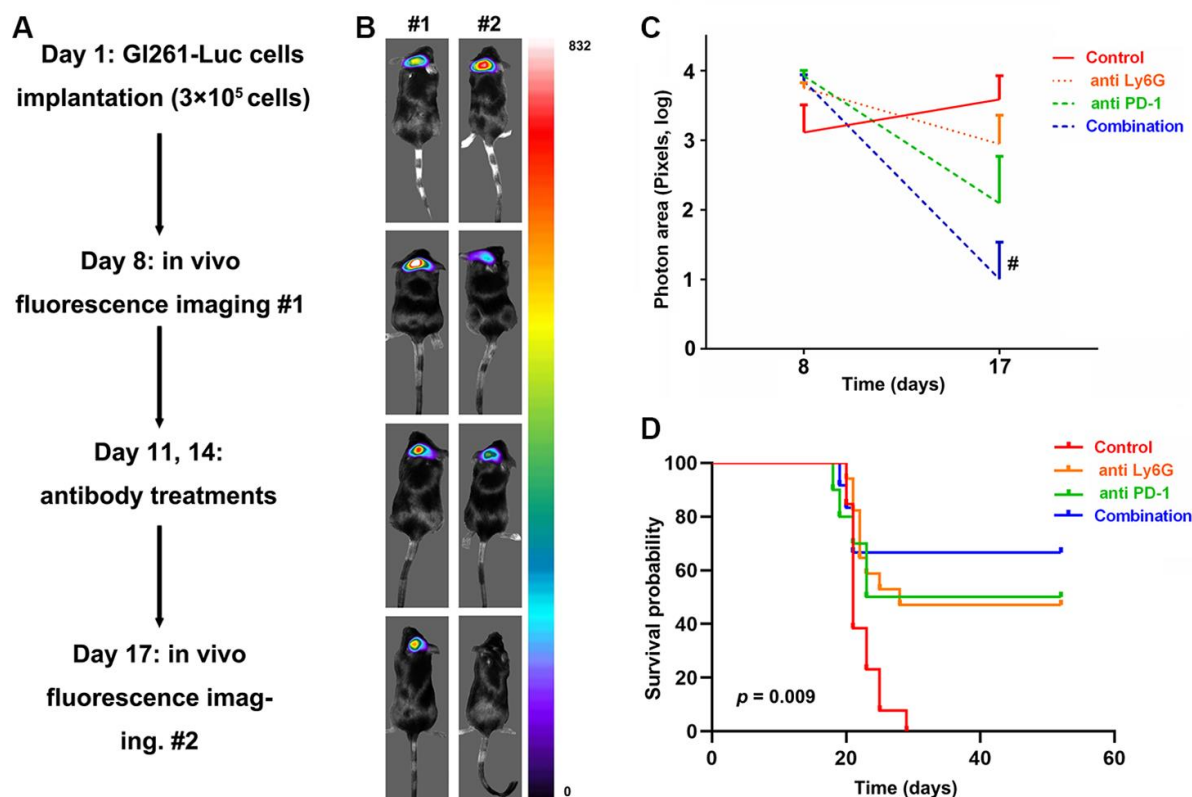 A
Day 1: Gl261-Luc cells
implantation (3×10⁵ cells)
Day 8: in vivo
fluorescence imaging #1
Day 11, 14:
antibody treatments
Day 17: in vivo
fluorescence imag-
ing. #2
B
#1 #2
832
0
C
Photon area (Pixels, log)
4
3
2
1
0
8 17
Time (days)
#
Control
anti Ly6G
anti PD-1
Combination
D
Survival probability
100
80
60
40
20
0
0 20 40 60
Time (days)
p = 0.009
Control
anti Ly6G
anti PD-1
Combination